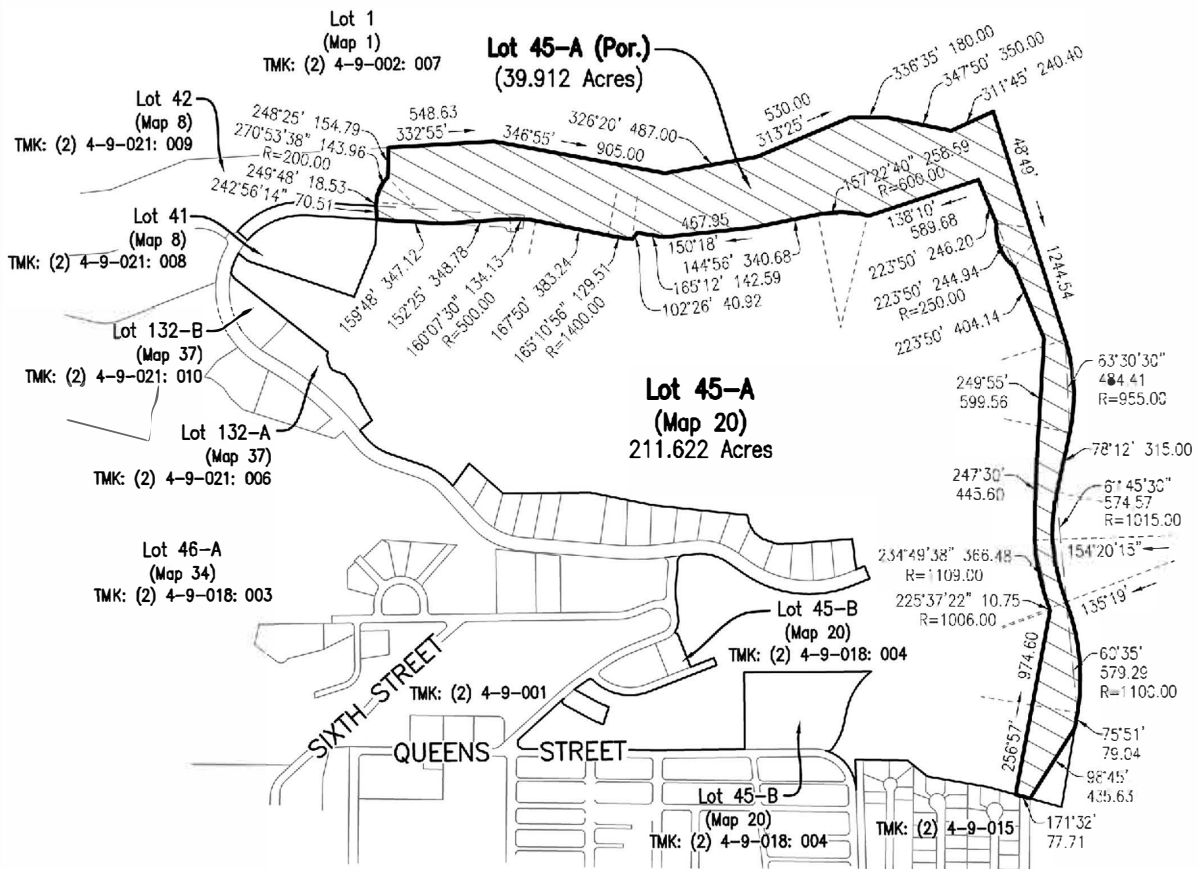 Lot 1
(Map 1)
TMK: (2) 4-9-002: 007
Lot 45-A (Por.)
(39.912 Acres)
336°35' 180.00
347°50' 350.00
311°45' 240.40
Lot 42
(Map 8)
TMK: (2) 4-9-021: 009
248°25' 154.79
270°53'38" 143.96
R=200.00
249°48' 18.53
242°56'14" 70.51
548.63
332°55'
346°55'
905.00
326°20' 487.00
530.00
313°25'
157°22'40" 258.59
R=600.00
48°49'
1244.54
Lot 41
(Map 8)
TMK: (2) 4-9-021: 008
159°48' 347.12
152°25' 348.78
160°07'30" 134.13
R=500.00
167°50' 383.24
165°10'56" 129.51
R=1400.00
467.95
150°18'
144°56' 340.68
165°12' 142.59
102°26' 40.92
138°10'
589.68
223°50' 246.20
223°50' 244.94
R=250.00
223°50' 404.14
Lot 132-B
(Map 37)
TMK: (2) 4-9-021: 010
Lot 45-A
(Map 20)
211.622 Acres
249°55'
599.56
63°30'30"
R=955.00
Lot 132-A
(Map 37)
TMK: (2) 4-9-021: 006
78°12' 315.00
247°30'
445.60
574.57
R=1015.00
154°20'15"
Lot 46-A
(Map 34)
TMK: (2) 4-9-018: 003
234°49'38" 366.48
R=1109.00
225°37'22" 10.75
R=1006.00
135°19'
Lot 45-B
(Map 20)
TMK: (2) 4-9-018: 004
60°35'
579.29
R=1100.00
SIXTH STREET
TMK: (2) 4-9-001
974.60
256°57'
QUEENS STREET
75°51'
79.04
98°45'
435.63
Lot 45-B
(Map 20)
TMK: (2) 4-9-018: 004
TMK: (2) 4-9-015
171°32'
77.71